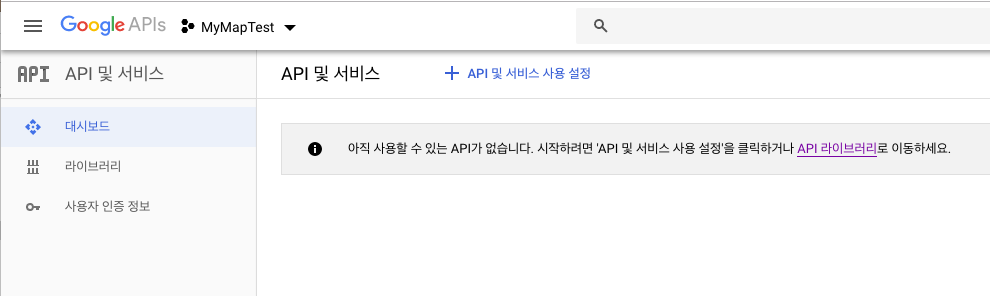 Google APIs MyMapTest
API API 및 서비스
API 및 서비스
API 및 서비스 사용 설정
대시보드
라이브러리
사용자 인증 정보
아직 사용할 수 있는 API가 없습니다. 시작하려면 'API 및 서비스 사용 설정'을 클릭하거나 API 라이브러리로 이동하세요.